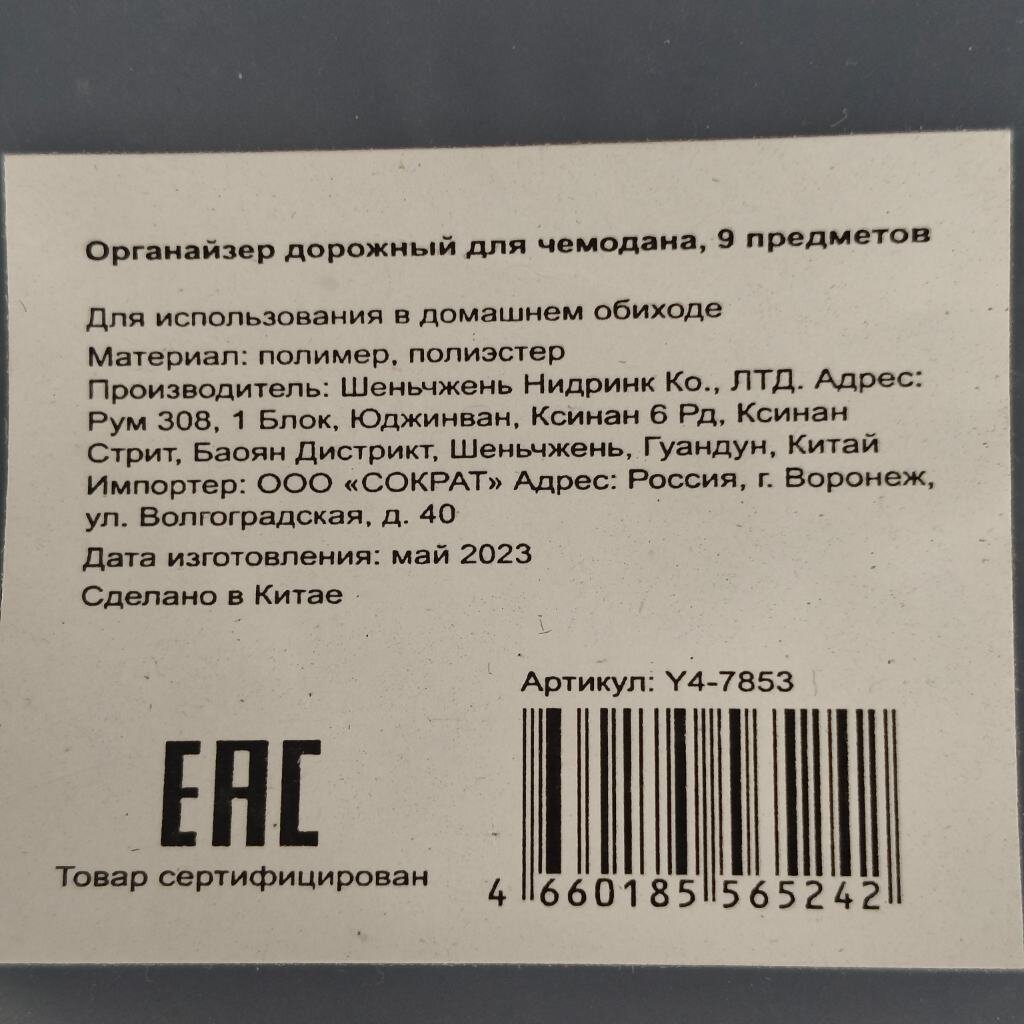 Органайзер дорожный для чемодана, 9 предметов
Для использования в домашнем обиходе
Материал: полимер, полиэстер
Производитель: Шеньчжень Нидринк Ко., ЛТД. Адрес:
Рум 308, 1 Блок, Юджинван, Ксинан 6 Рд, Ксинан
Стрит, Баоян Дистрикт, Шеньчжень, Гуандун, Китай
Импортер: ООО «СОКРАТ» Адрес: Россия, г. Воронеж,
ул. Волгоградская, д. 40
Дата изготовления: май 2023
Сделано в Китае
Артикул: Y4-7853
EAC
Товар сертифицирован
4 660185 565242